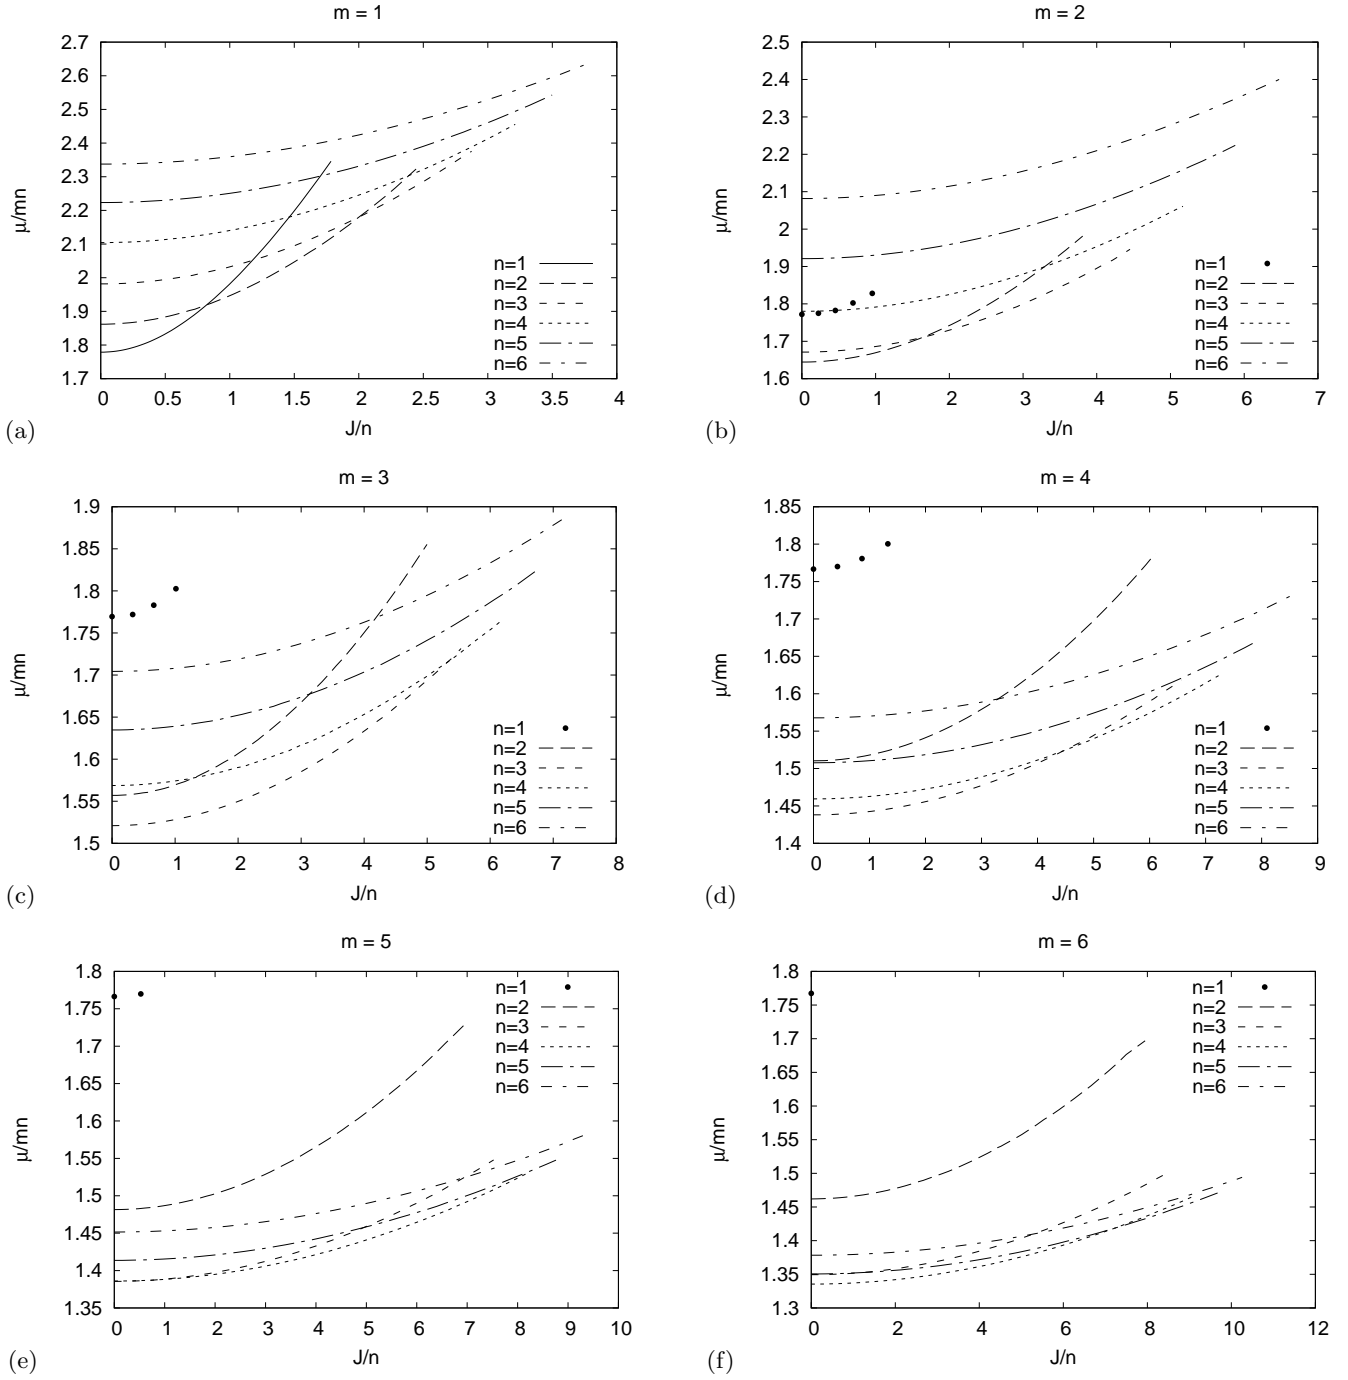 m = 1
2.7
2.6
2.5
2.4
2.3
2.2
2.1
2
1.9
1.8
1.7
μ/mn
n=1
n=2
n=3
n=4
n=5
n=6
0 0.5 1 1.5 2 2.5 3 3.5 4
J/n
(a)
m = 2
2.5
2.4
2.3
2.2
2.1
2
1.9
1.8
1.7
1.6
μ/mn
n=1
n=2
n=3
n=4
n=5
n=6
0 1 2 3 4 5 6 7
J/n
(b)
m = 3
1.9
1.85
1.8
1.75
1.7
1.65
1.6
1.55
1.5
μ/mn
n=1
n=2
n=3
n=4
n=5
n=6
0 1 2 3 4 5 6 7 8
J/n
(c)
m = 4
1.85
1.8
1.75
1.7
1.65
1.6
1.55
1.5
1.45
1.4
μ/mn
n=1
n=2
n=3
n=4
n=5
n=6
0 1 2 3 4 5 6 7 8 9
J/n
(d)
m = 5
1.8
1.75
1.7
1.65
1.6
1.55
1.5
1.45
1.4
1.35
μ/mn
n=1
n=2
n=3
n=4
n=5
n=6
0 1 2 3 4 5 6 7 8 9 10
J/n
(e)
m = 6
1.8
1.75
1.7
1.65
1.6
1.55
1.5
1.45
1.4
1.35
1.3
μ/mn
n=1
n=2
n=3
n=4
n=5
n=6
0 2 4 6 8 10 12
J/n
(f)